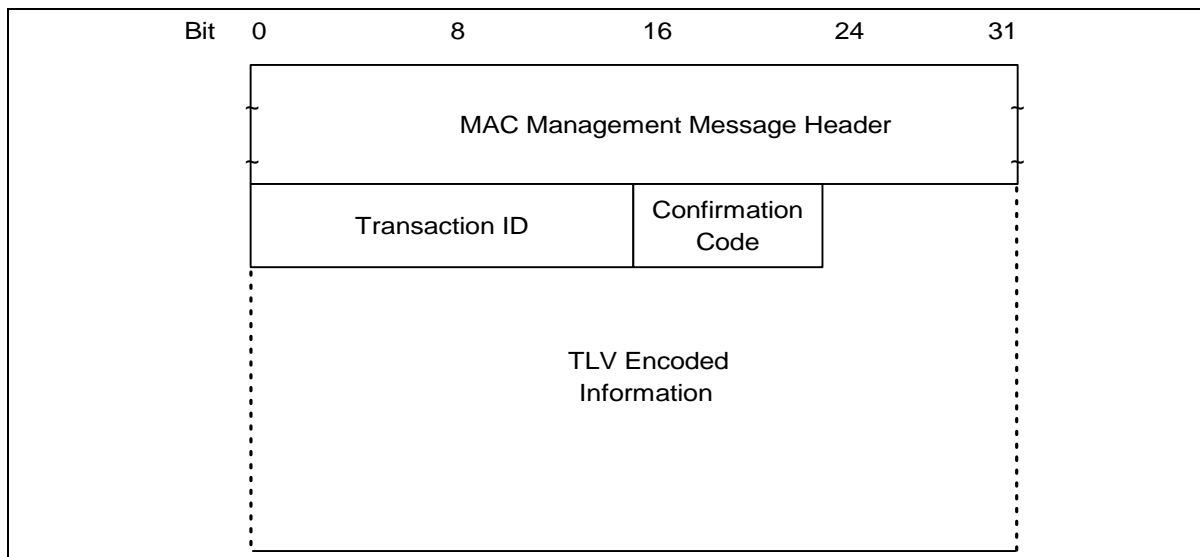 Bit 0 8 16 24 31
MAC Management Message Header
Transaction ID
Confirmation
Code
TLV Encoded
Information